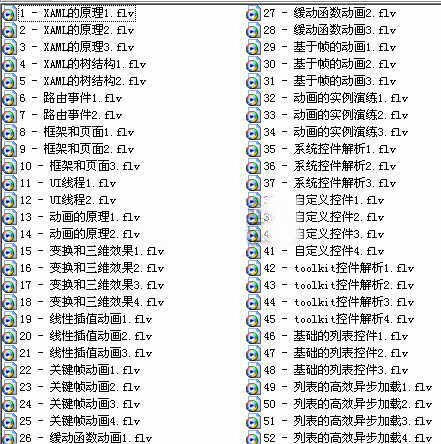 1 - XAML的原理1.flv
2 - XAML的原理2.flv
3 - XAML的原理3.flv
4 - XAML的树结构1.flv
5 - XAML的树结构2.flv
6 - 路由事件1.flv
7 - 路由事件2.flv
8 - 框架和页面1.flv
9 - 框架和页面2.flv
10 - 框架和页面3.flv
11 - UI线程1.flv
12 - UI线程2.flv
13 - 动画的原理1.flv
14 - 动画的原理2.flv
15 - 变换和三维效果1.flv
16 - 变换和三维效果2.flv
17 - 变换和三维效果3.flv
18 - 变换和三维效果4.flv
19 - 线性插值动画1.flv
20 - 线性插值动画2.flv
21 - 线性插值动画3.flv
22 - 关键帧动画1.flv
23 - 关键帧动画2.flv
24 - 关键帧动画3.flv
25 - 关键帧动画4.flv
26 - 缓动函数动画1.flv
27 - 缓动函数动画2.flv
28 - 缓动函数动画3.flv
29 - 基于帧的动画1.flv
30 - 基于帧的动画2.flv
31 - 基于帧的动画3.flv
32 - 动画的实例演练1.flv
33 - 动画的实例演练2.flv
34 - 动画的实例演练3.flv
35 - 系统控件解析1.flv
36 - 系统控件解析2.flv
37 - 系统控件解析3.flv
自定义控件1.flv
自定义控件2.flv
自定义控件3.flv
41 - 自定义控件4.flv
42 - toolkit控件解析1.flv
43 - toolkit控件解析2.flv
44 - toolkit控件解析3.flv
45 - toolkit控件解析4.flv
46 - 基础的列表控件1.flv
47 - 基础的列表控件2.flv
48 - 基础的列表控件3.flv
49 - 列表的高效异步加载1.flv
50 - 列表的高效异步加载2.flv
51 - 列表的高效异步加载3.flv
52 - 列表的高效异步加载4.flv